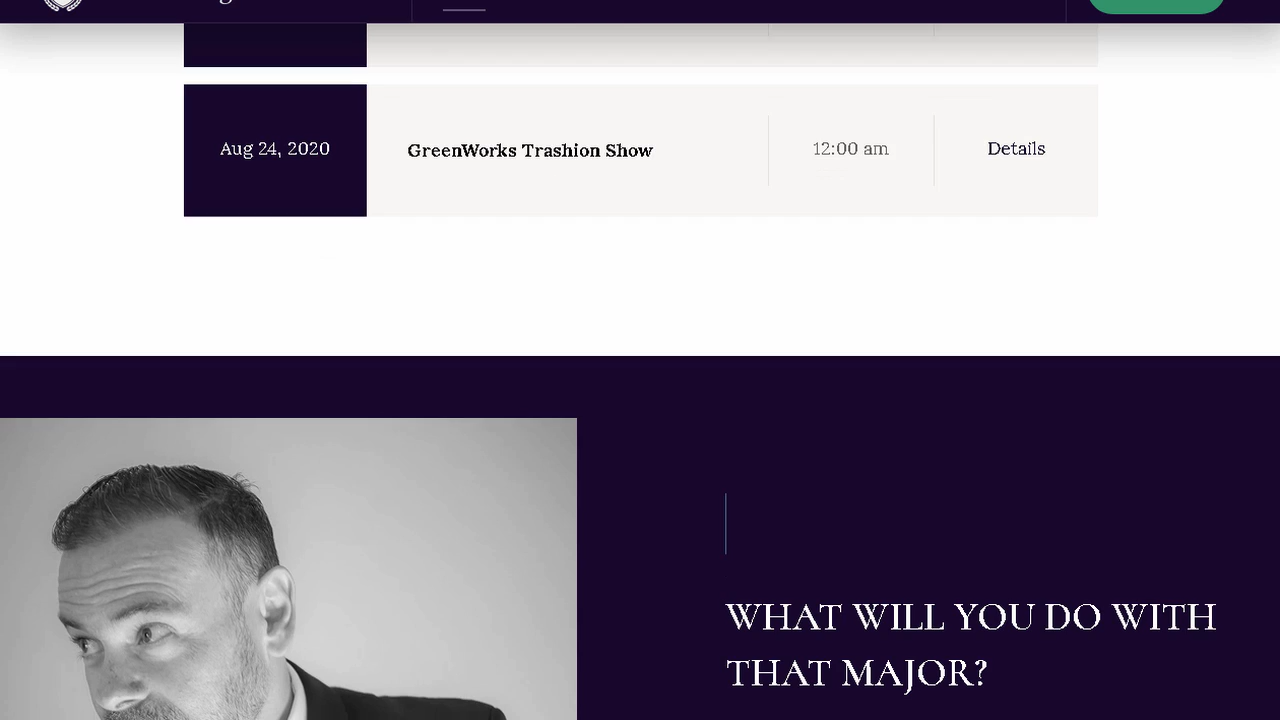 Aug 24, 2020
GreenWorks Trashion Show
12:00 am
Details
WHAT WILL YOU DO WITH
THAT MAJOR?